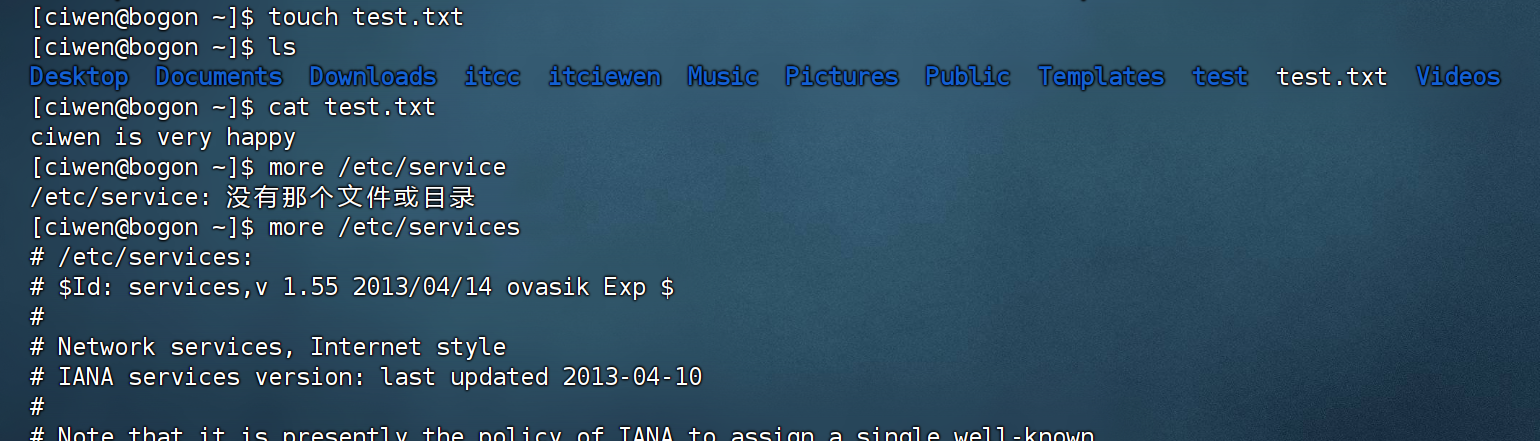 [ciwen@bogon ~]$ touch test.txt
[ciwen@bogon ~]$ ls
Desktop  Documents  Downloads  itcc  itciewen  Music  Pictures  Public  Templates  test  test.txt  Videos
[ciwen@bogon ~]$ cat test.txt
ciwen is very happy
[ciwen@bogon ~]$ more /etc/service
/etc/service: 没有那个文件或目录
[ciwen@bogon ~]$ more /etc/services
# /etc/services:
# $Id: services,v 1.55 2013/04/14 ovasik Exp $
#
# Network services, Internet style
# IANA services version: last updated 2013-04-10
#
# Note that it is presently the policy of IANA to assign a single well-known